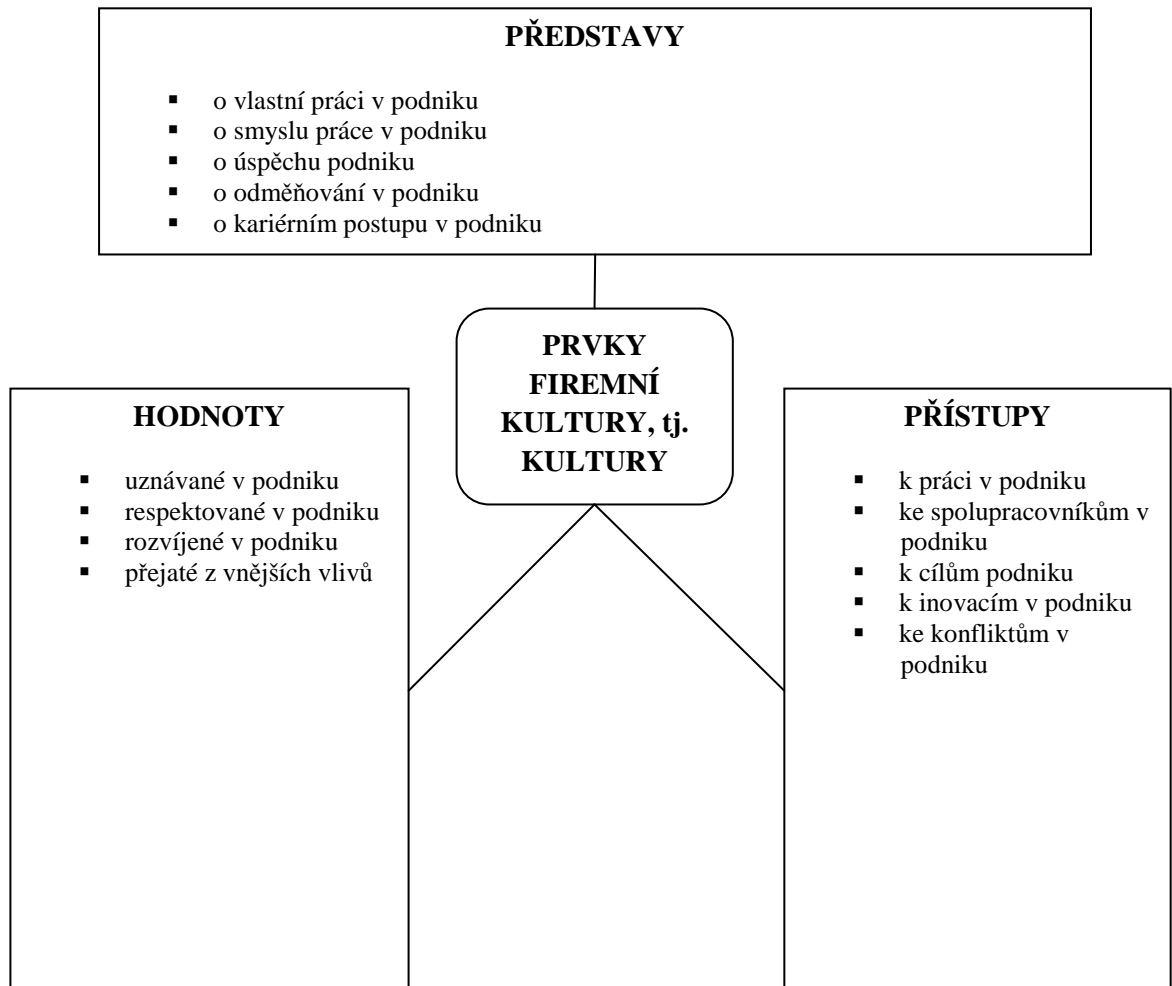 PŘEDSTAVY
▪ o vlastní práci v podniku
▪ o smyslu práce v podniku
▪ o úspěchu podniku
▪ o odměňování v podniku
▪ o kariérním postupu v podniku
PRVKY
FIREMNÍ
KULTURY, tj.
KULTURY
HODNOTY
▪ uznávané v podniku
▪ respektované v podniku
▪ rozvíjené v podniku
▪ přejaté z vnějších vlivů
PŘÍSTUPY
▪ k práci v podniku
▪ ke spolupracovníkům v
podniku
▪ k cílům podniku
▪ k inovacím v podniku
▪ ke konfliktům v
podniku